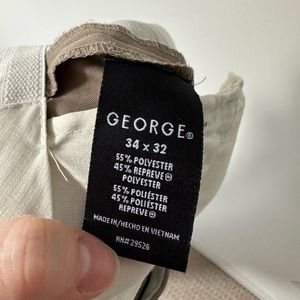 GEORGE®
34 x 32
55% POLYESTER
45% REPREVE®
POLYESTER
55% POLIÉSTER
45% REPREVE®
POLIÉSTER
MADE IN/HECHO EN VIETNAM
RN# 29526